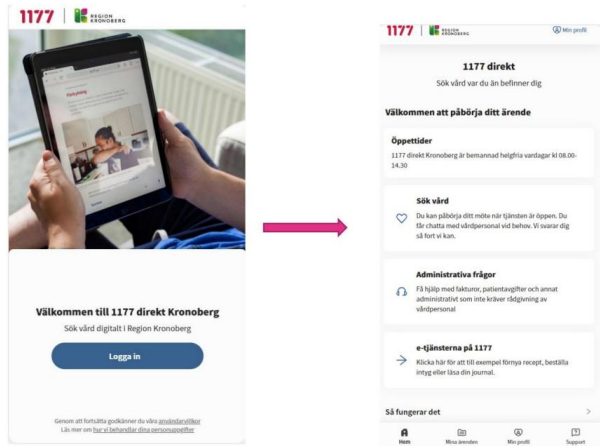 1177 REGION KRONOBERG
Välkommen till 1177 direkt Kronoberg
Sök vård digitalt i Region Kronoberg
Logga in
Genom att fortsätta godkänner du våra användarvillkor
Läs mer om hur vi behandlar dina personuppgifter
1177 REGION KRONOBERG Min profil
1177 direkt
Sök vård var du än befinner dig
Välkommen att påbörja ditt ärende
Öppettider
1177 direkt Kronoberg är bemannad helgfria vardagar kl 08.00-
14.30
Sök vård
Du kan påbörja ditt möte när tjänsten är öppen. Du
får chatta med vårdpersonal vid behov. Vi svarar dig
så fort vi kan.
Administrativa frågor
Få hjälp med fakturor, patientavgifter och annat
administrativt som inte kräver rådgivning av
vårdpersonal
e-tjänsterna på 1177
Klicka här för att till exempel förnya recept, beställa
intyg eller läsa din journal.
Så fungerar det
Hem Mina ärenden Min profil Support